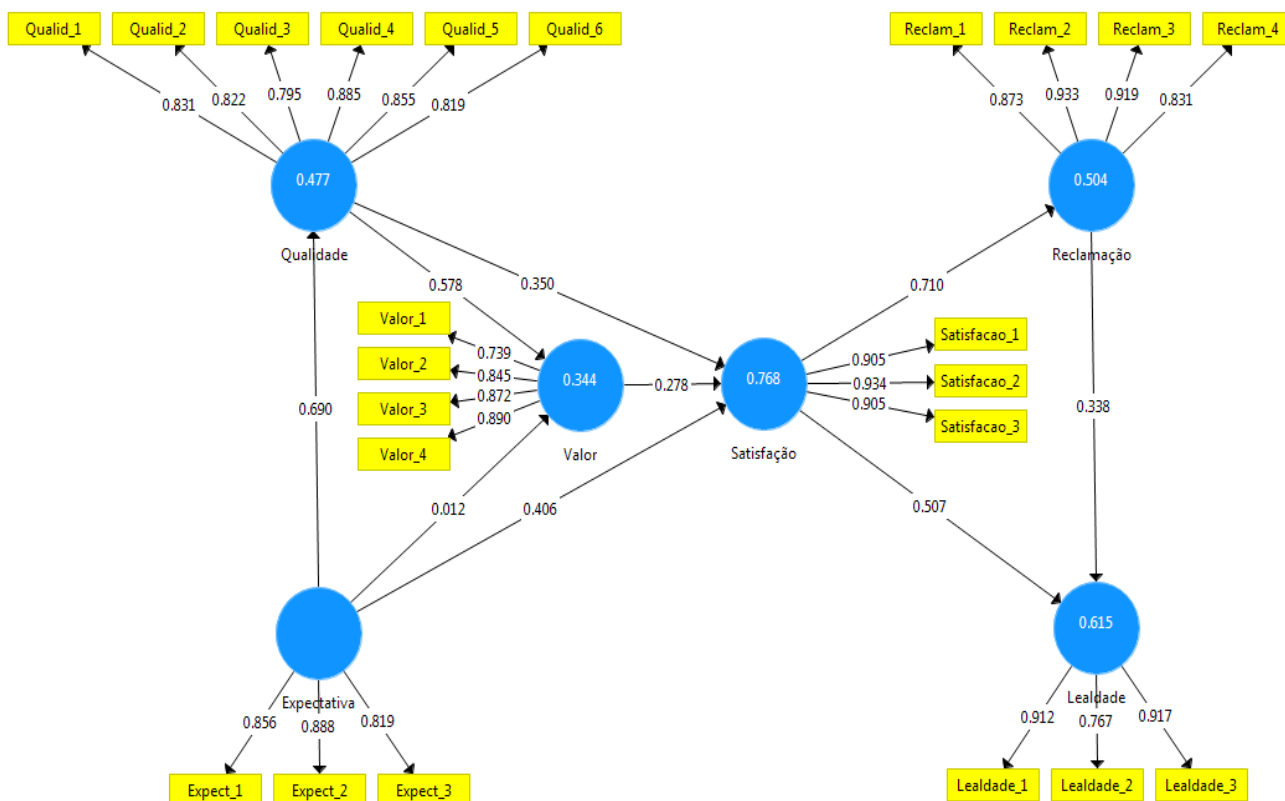 Qualid_1
Qualid_2
Qualid_3
Qualid_4
Qualid_5
Qualid_6
Reclam_1
Reclam_2
Reclam_3
Reclam_4
0.831
0.822
0.795
0.885
0.855
0.819
0.873
0.933
0.919
0.831
0.477
Qualidade
0.504
Reclamação
0.578
0.350
0.710
Valor_1
Valor_2
Valor_3
Valor_4
0.739
0.845
0.872
0.890
0.344
Valor
0.278
0.768
Satisfação
0.905
0.934
0.905
Satisfacao_1
Satisfacao_2
Satisfacao_3
0.690
0.338
0.012
0.406
0.507
Expectativa
0.856
0.888
0.819
Expect_1
Expect_2
Expect_3
0.615
Lealdade
0.912
0.767
0.917
Lealdade_1
Lealdade_2
Lealdade_3